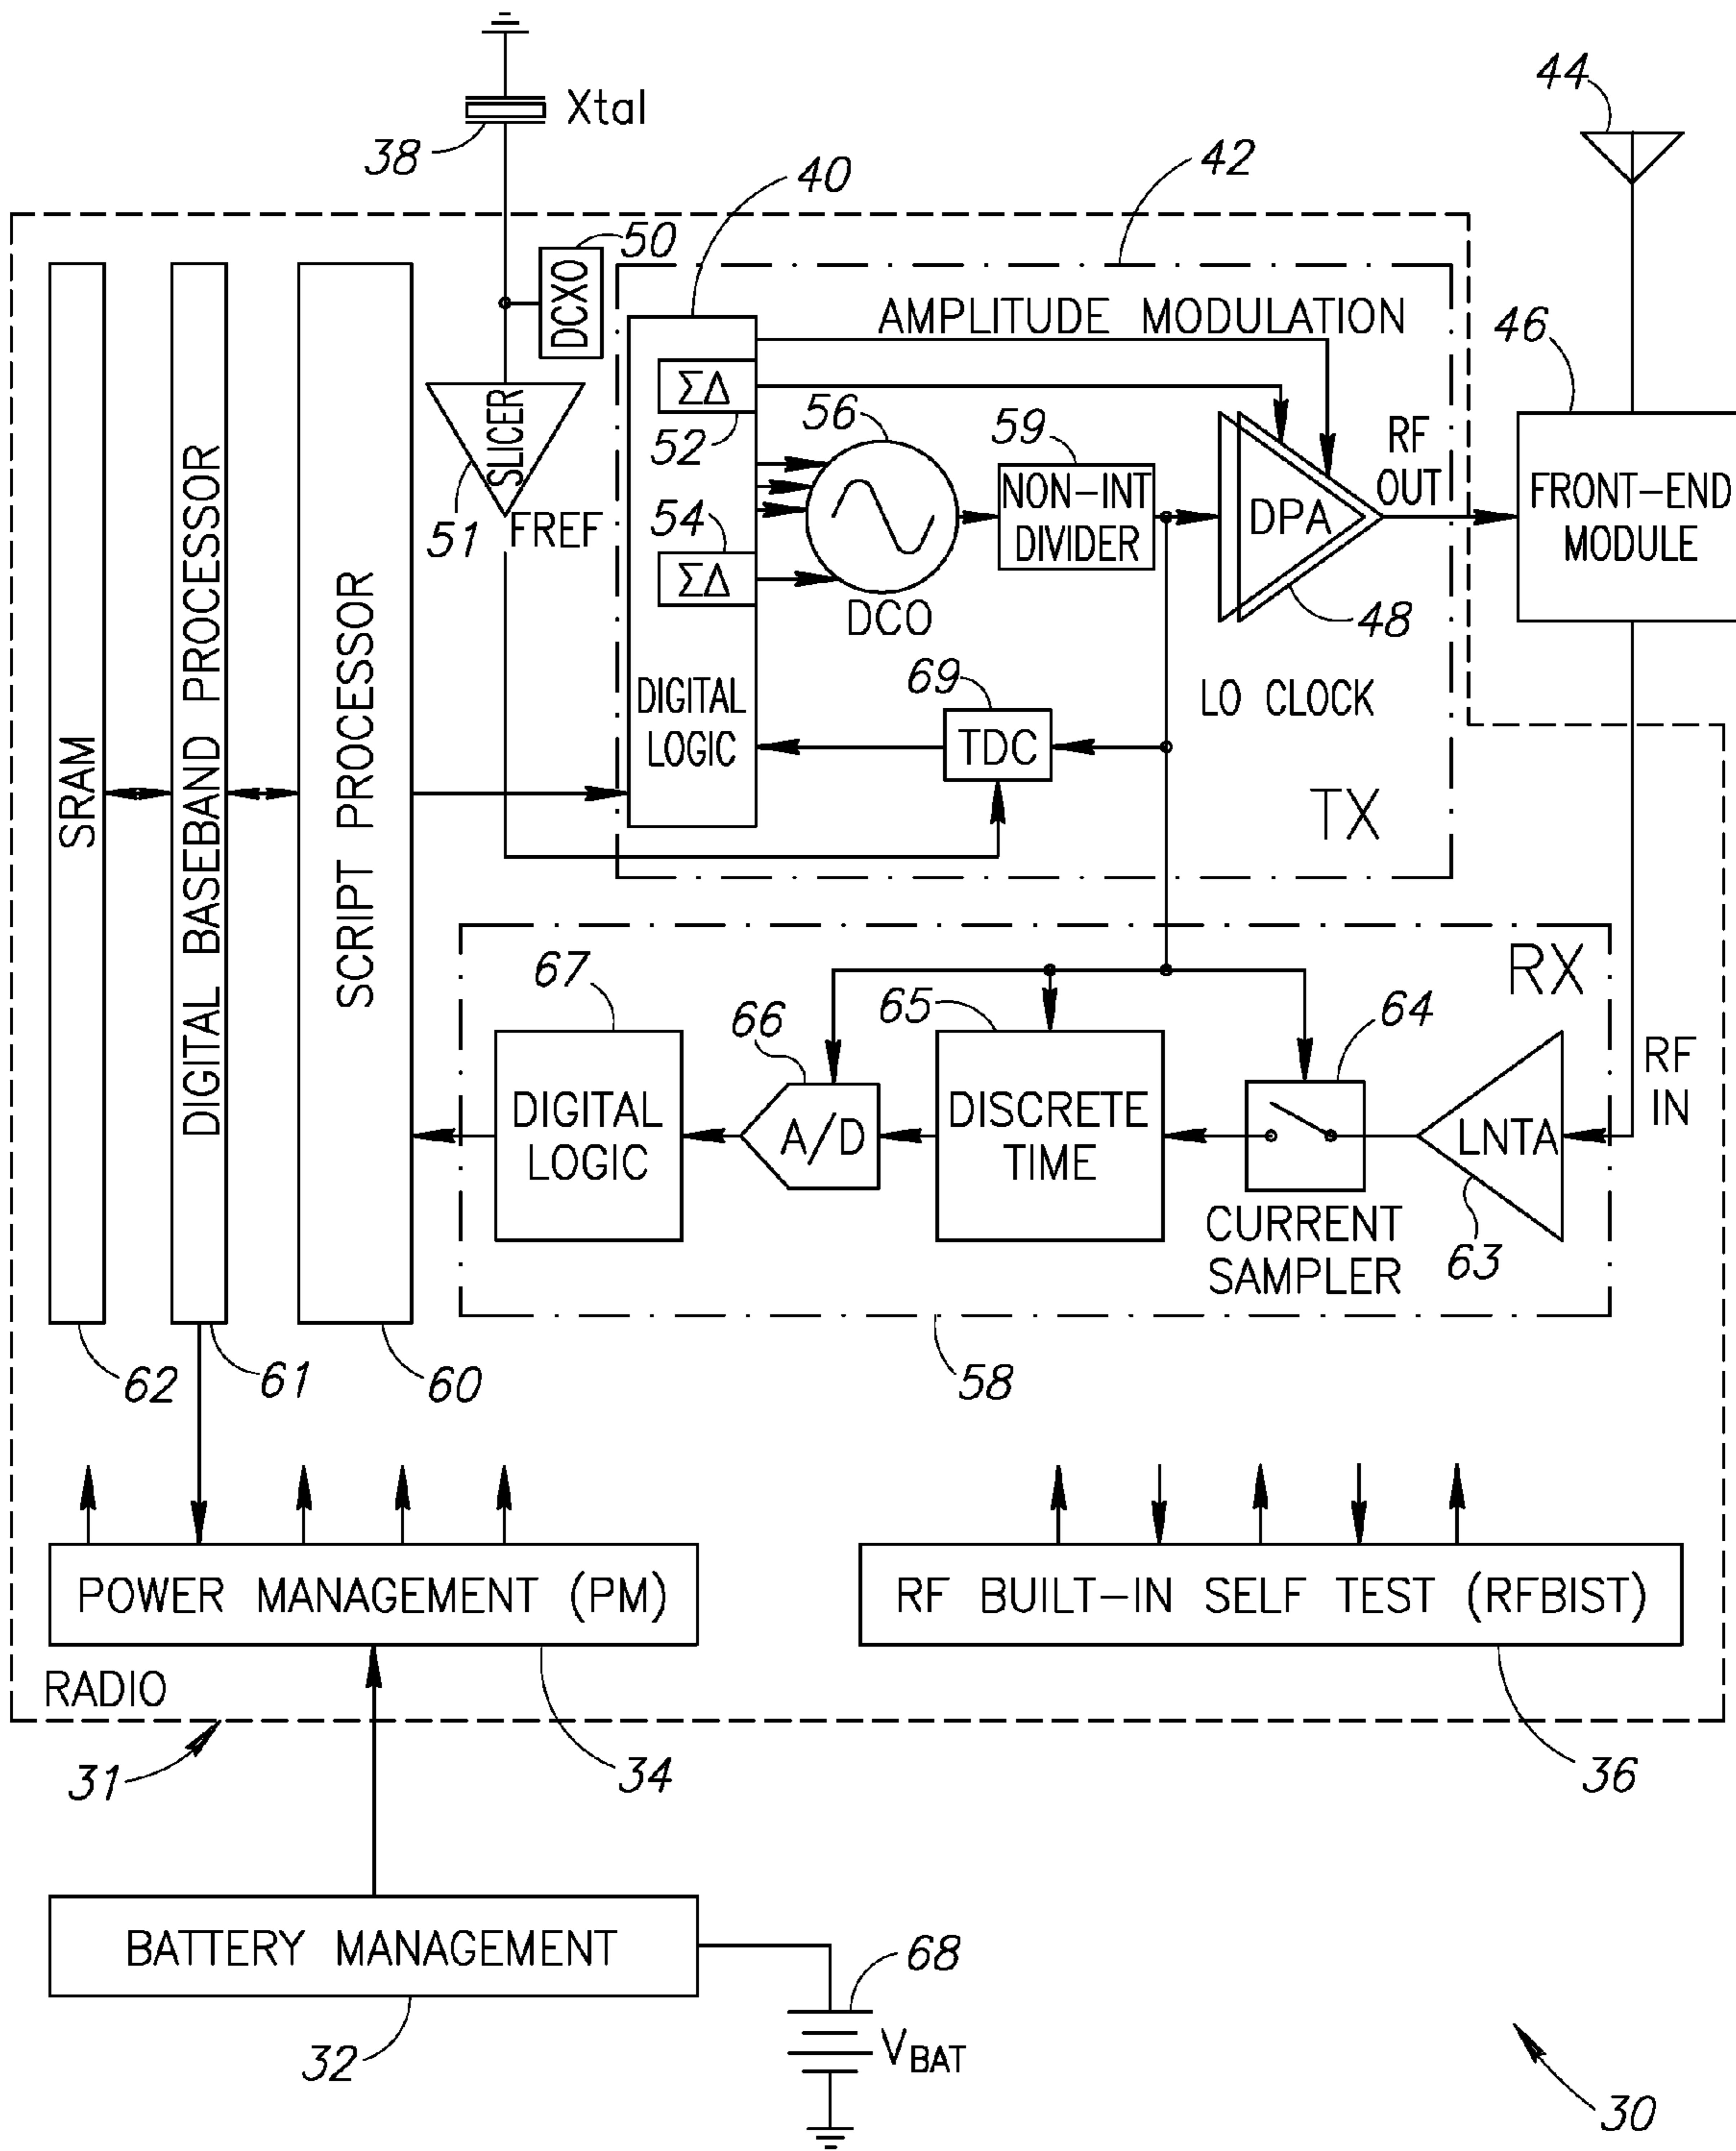 44
Xtal
38
40
42
50
DCXO
AMPLITUDE MODULATION
46
SLICER
ΣΔ
52
56
59
RF
OUT
51
FREF
54
ΣΔ
DCO
NON-INT
DIVIDER
DPA
48
FRONT-END
MODULE
SRAM
DIGITAL BASEBAND PROCESSOR
SCRIPT PROCESSOR
DIGITAL
LOGIC
69
TDC
LO CLOCK
TX
RX
67
66
65
64
RF
IN
DIGITAL
LOGIC
A/D
DISCRETE
TIME
LNTA
CURRENT
SAMPLER
63
62
61
60
58
POWER MANAGEMENT (PM)
RF BUILT-IN SELF TEST (RFBIST)
RADIO
31
34
36
BATTERY MANAGEMENT
68
32
VBAT
30